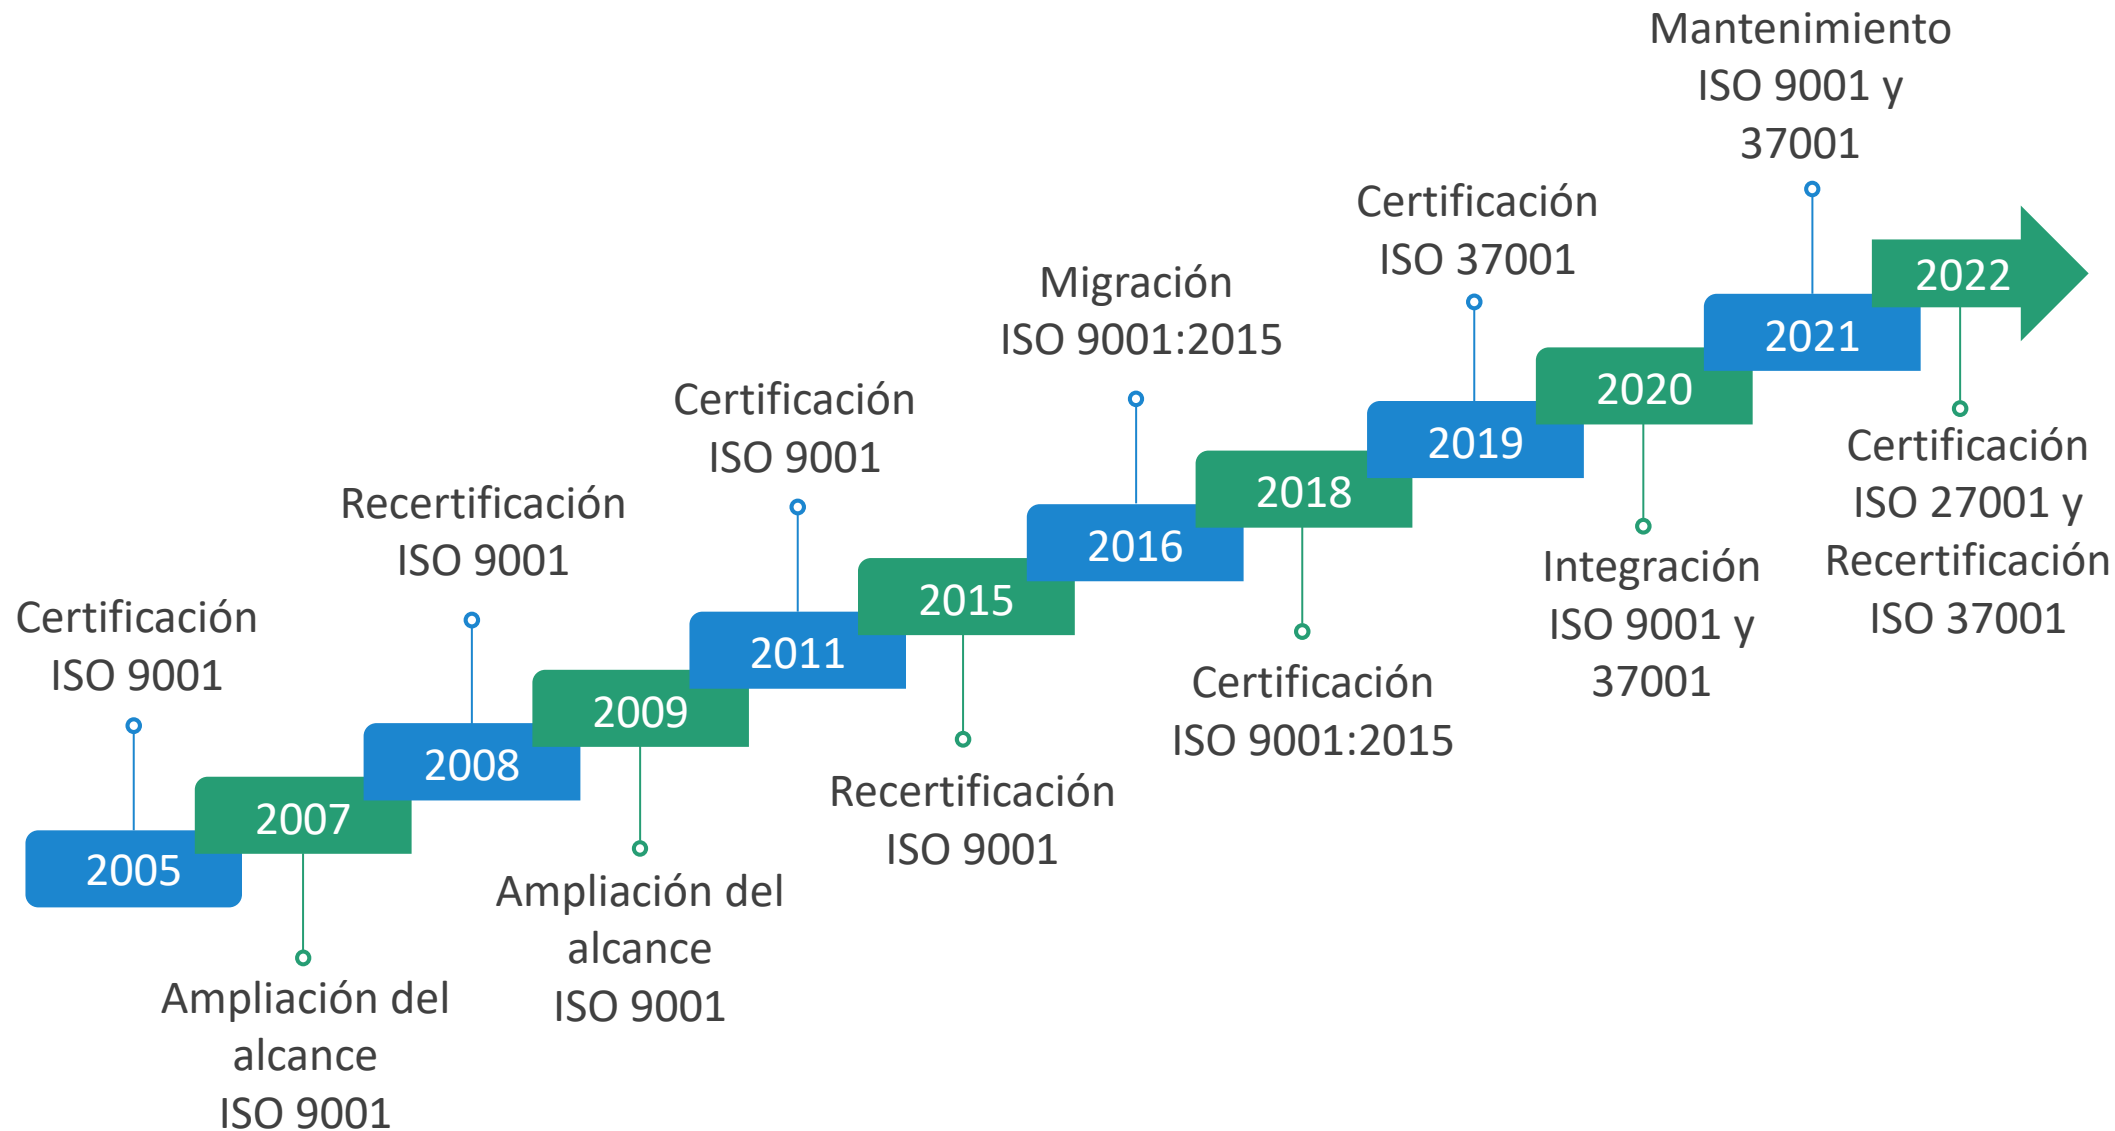 Certificación
ISO 9001
2005
2007
Ampliación del
alcance
ISO 9001
Recertificación
ISO 9001
2008
2009
Ampliación del
alcance
ISO 9001
Certificación
ISO 9001
2011
2015
Recertificación
ISO 9001
Migración
ISO 9001:2015
2016
2018
Certificación
ISO 9001:2015
Certificación
ISO 37001
2019
2020
Integración
ISO 9001 y
37001
Mantenimiento
ISO 9001 y
37001
2021
2022
Certificación
ISO 27001 y
Recertificación
ISO 37001